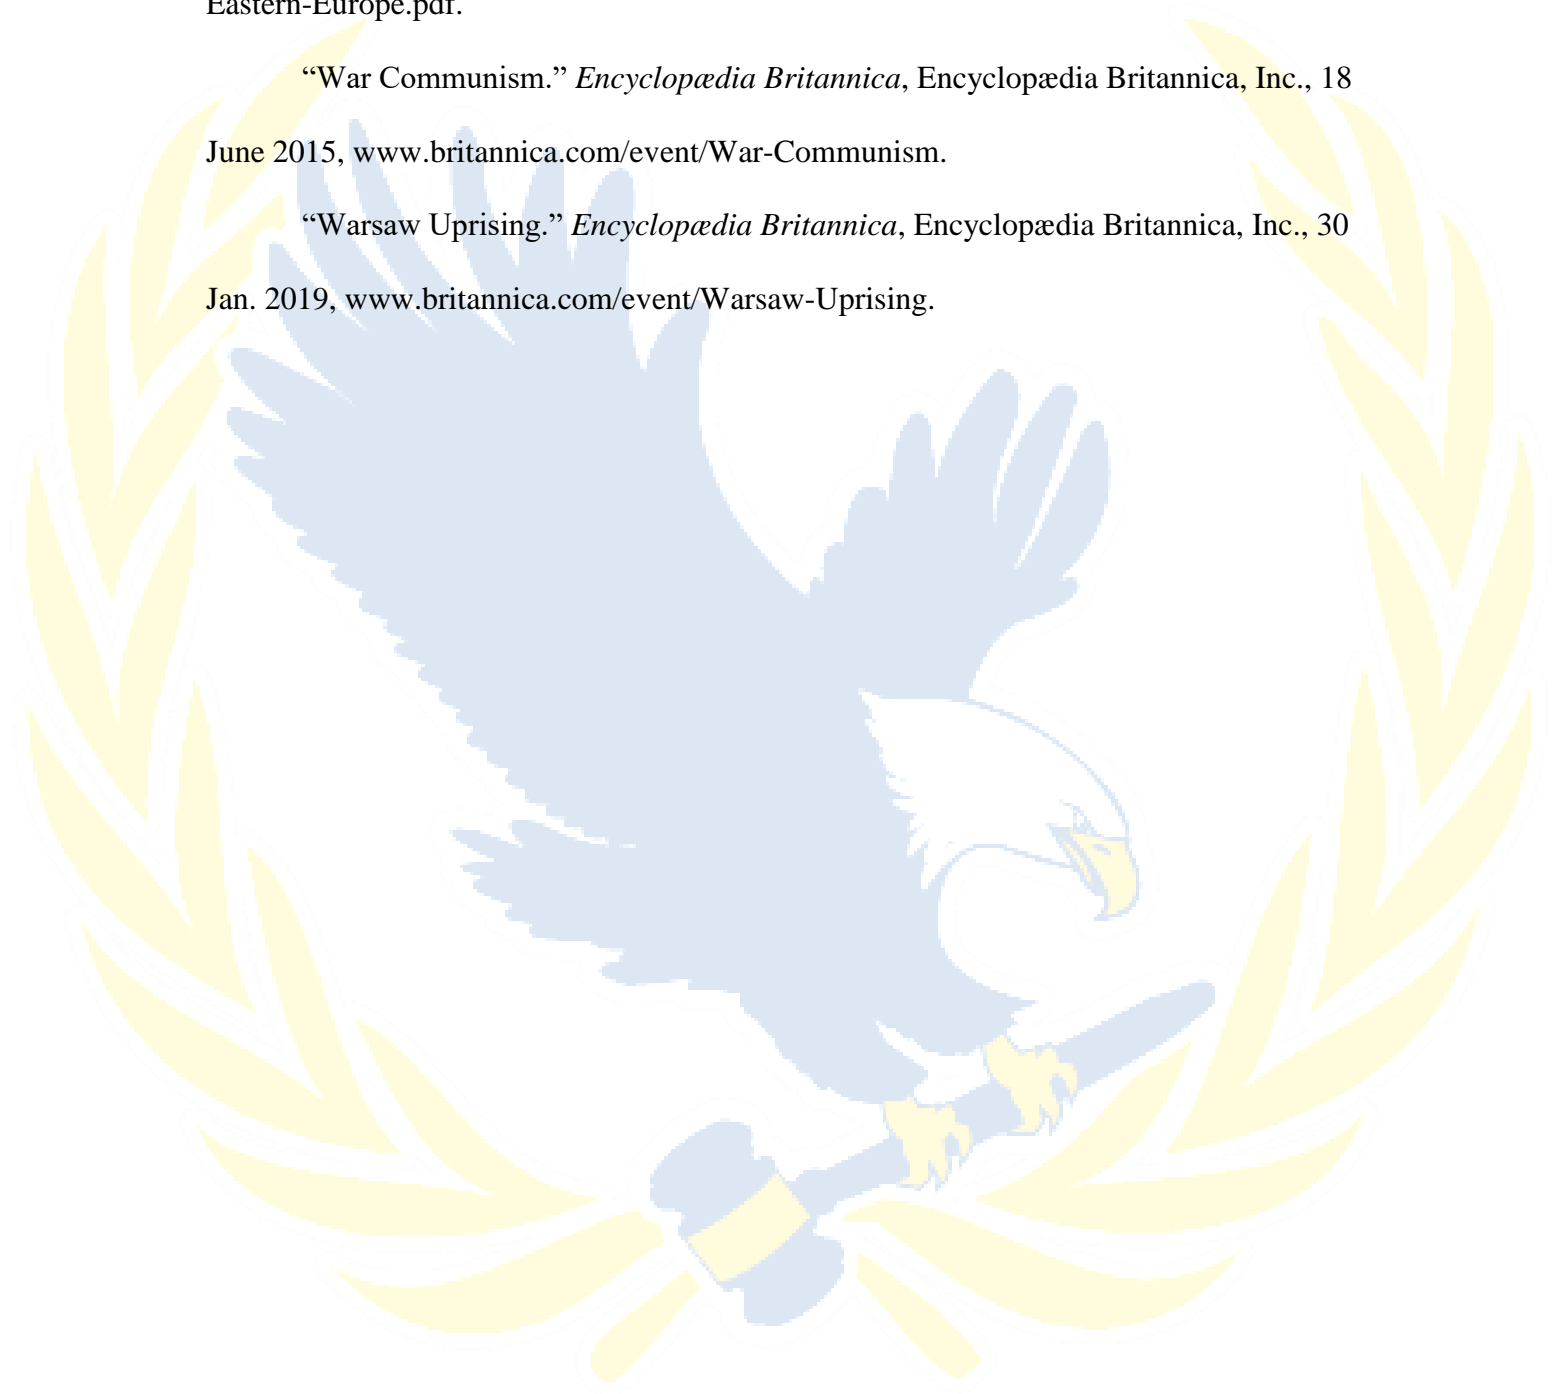 Eastern-Europe.pdf.
“War Communism.” Encyclopædia Britannica, Encyclopædia Britannica, Inc., 18
June 2015, www.britannica.com/event/War-Communism.
“Warsaw Uprising.” Encyclopædia Britannica, Encyclopædia Britannica, Inc., 30
Jan. 2019, www.britannica.com/event/Warsaw-Uprising.